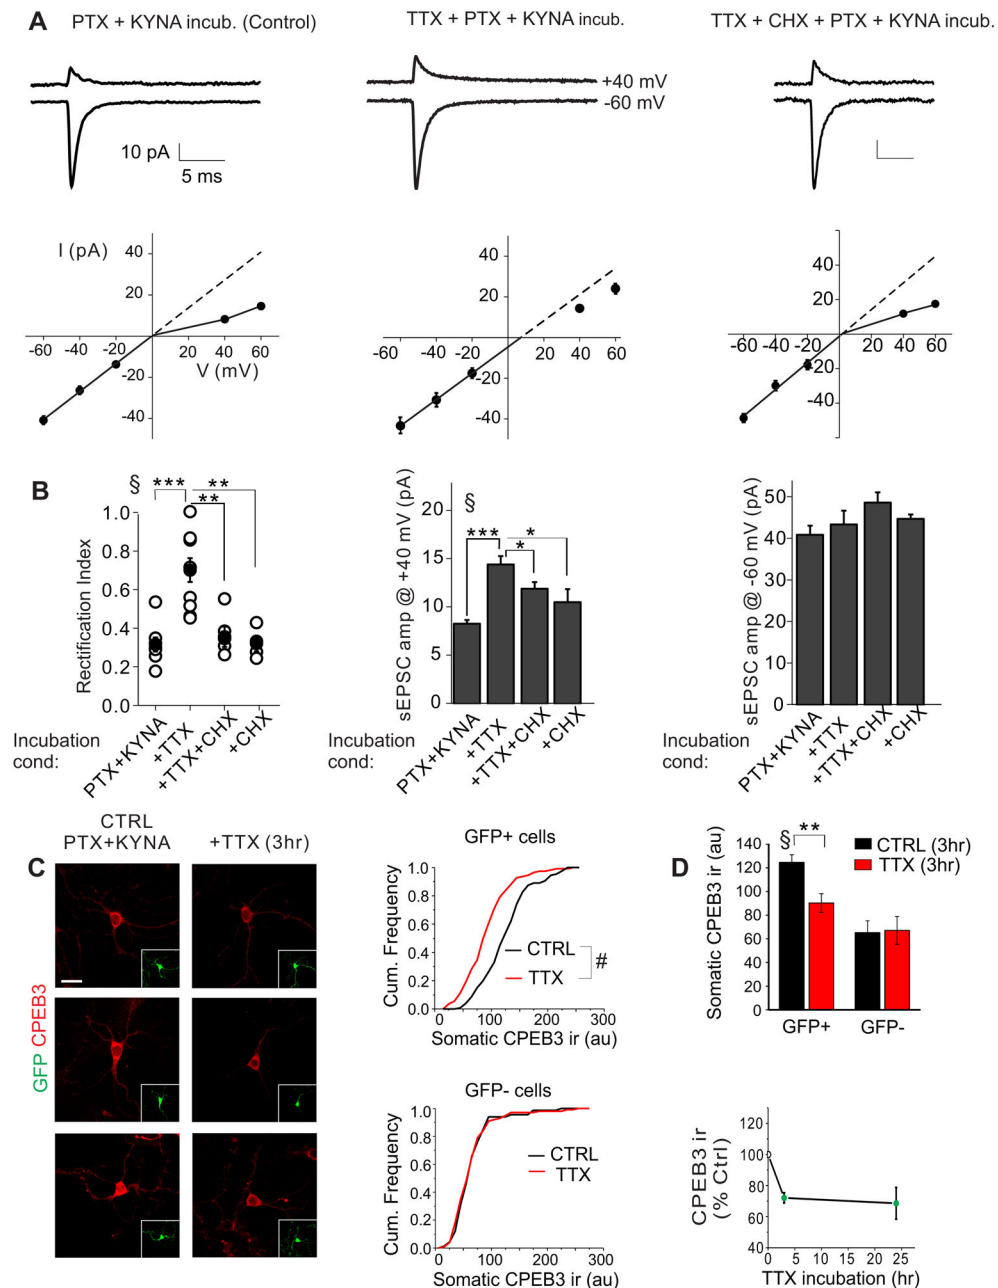 A
PTX + KYNA incub. (Control)
TTX + PTX + KYNA incub.
TTX + CHX + PTX + KYNA incub.
+40 mV
-60 mV
10 pA
5 ms
I (pA)
40
20
-60 -40 -20
20 40 60
-20
V (mV)
-40
40
20
-60 -40 -20
20 40 60
-20
-40
40
20
-60 -40 -20
20 40 60
-20
-40
B
§ *** **
**
Rectification Index
1.0
0.8
0.6
0.4
0.2
0.0
Incubation
cond:
PTX+KYNA
+TTX
+TTX+CHX
+CHX
sEPSC amp @ +40 mV (pA)
§
*** *
*
20
15
10
5
0
Incubation
cond:
PTX+KYNA
+TTX
+TTX+CHX
+CHX
sEPSC amp @ -60 mV (pA)
50
40
30
20
10
0
Incubation
cond:
PTX+KYNA
+TTX
+TTX+CHX
+CHX
C
CTRL
PTX+KYNA
+TTX (3hr)
GFP CPEB3
GFP+ cells
Cum. Frequency
1.0
0.8
0.6
0.4
0.2
0.0
CTRL
TTX
#
0 100 200 300
Somatic CPEB3 ir (au)
GFP- cells
Cum. Frequency
1.0
0.8
0.6
0.4
0.2
0.0
CTRL
TTX
0 100 200 300
Somatic CPEB3 ir (au)
D
Somatic CPEB3 ir (au)
140
120
100
80
60
40
20
0
§ **
CTRL (3hr)
TTX (3hr)
GFP+ GFP-
CPEB3 ir
(% Ctrl)
100
80
60
40
0 5 10 15 20 25
TTX incubation (hr)